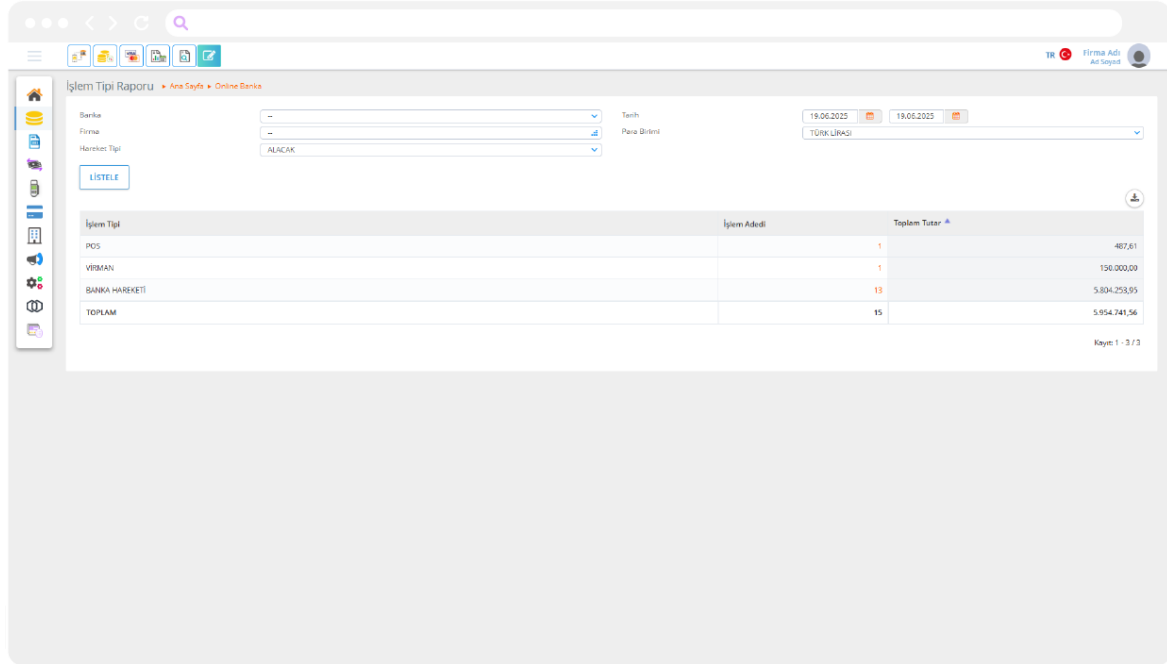 TR Firma Adı
Ad Soyad
İşlem Tipi Raporu Ana Sayfa Online Banka
Banka -- Tarih 19.06.2025 19.06.2025
Firma -- Para Birimi TÜRK LİRASI
Hareket Tipi ALACAK
LİSTELE
İşlem Tipi İşlem Adedi Toplam Tutar
POS 1 487,61
VİRMAN 1 150.000,00
BANKA HAREKETİ 13 5.804.253,95
TOPLAM 15 5.954.741,56
Kayıt: 1 - 3 / 3